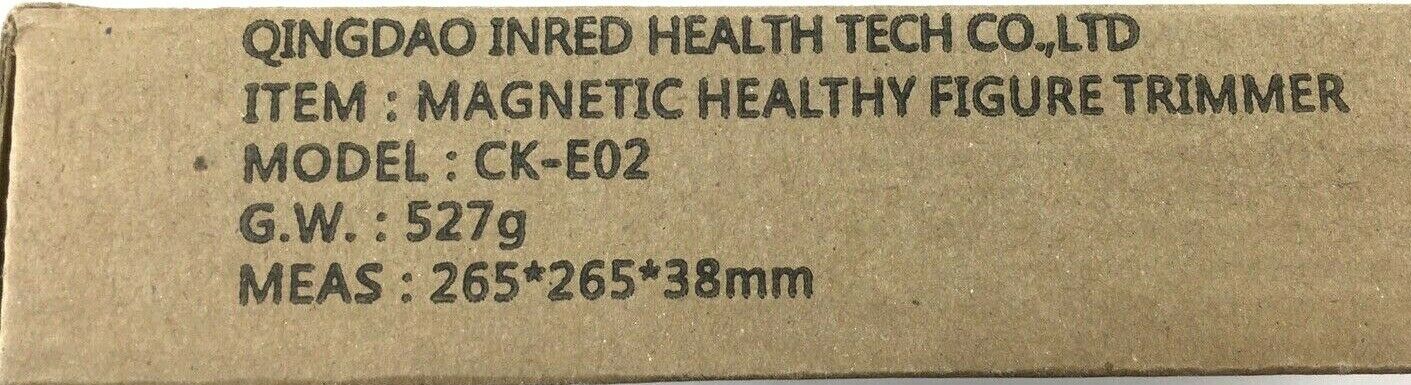 QINGDAO INRED HEALTH TECH CO.,LTD
ITEM : MAGNETIC HEALTHY FIGURE TRIMMER
MODEL : CK-E02
G.W. : 527g
MEAS : 265*265*38mm